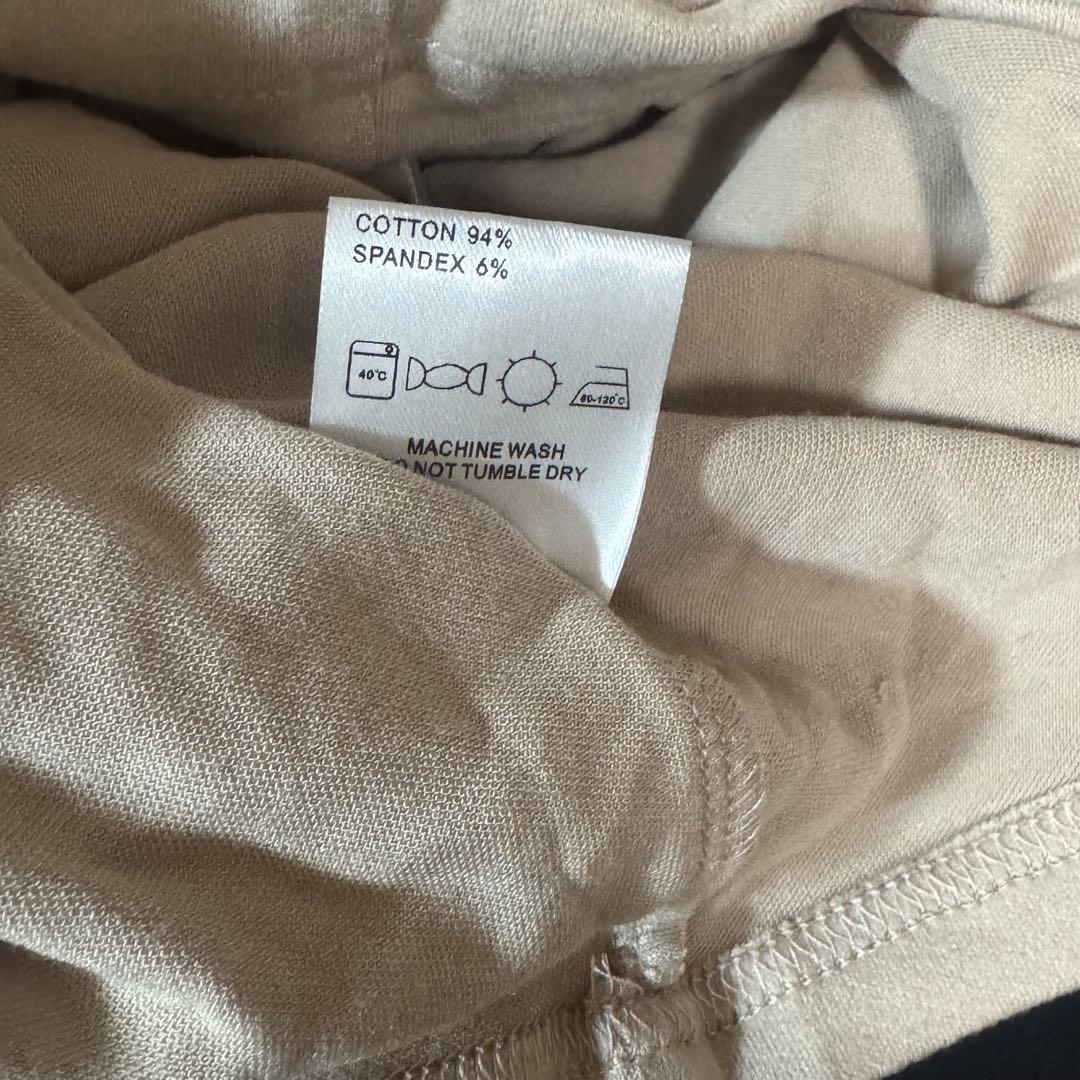 COTTON 94%
SPANDEX 6%
40°C
80-120°C
MACHINE WASH
NOT TUMBLE DRY